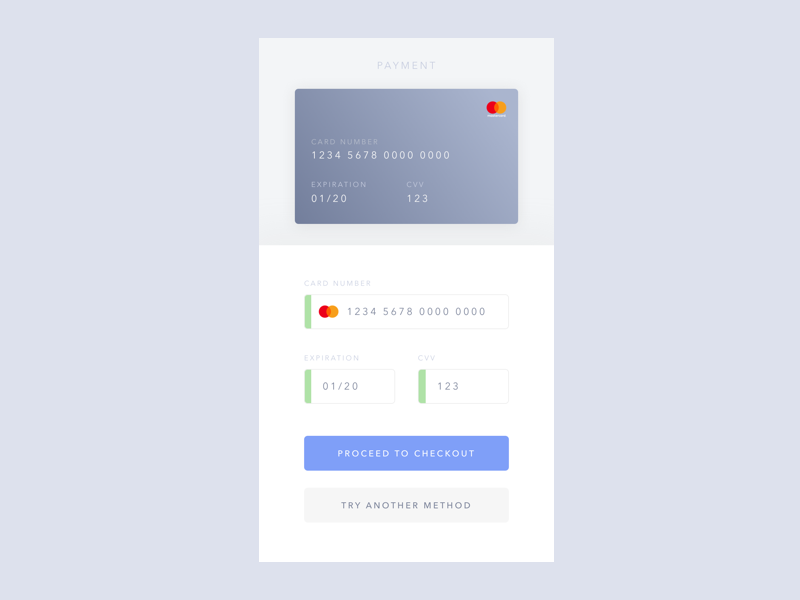 PAYMENT
CARD NUMBER
1234 5678 0000 0000
EXPIRATION CVV
01/20 123
CARD NUMBER
1234 5678 0000 0000
EXPIRATION CVV
01/20 123
PROCEED TO CHECKOUT
TRY ANOTHER METHOD